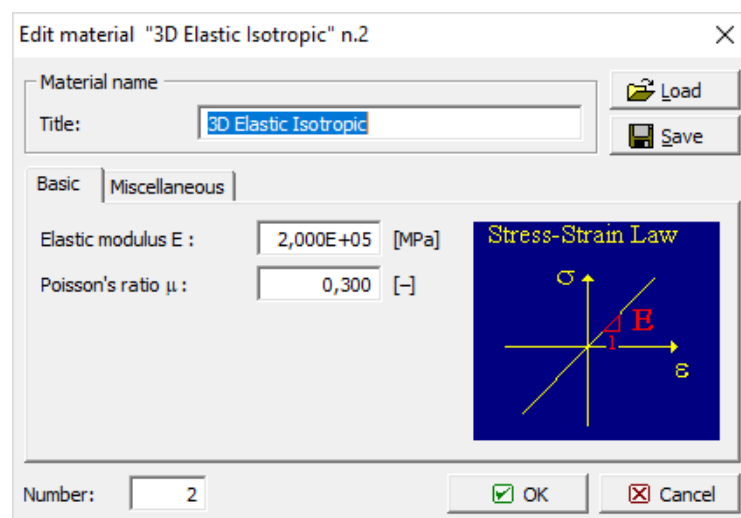 Edit material "3D Elastic Isotropic" n.2
Material name
Title: 3D Elastic Isotropic
Load
Save
Basic Miscellaneous
Elastic modulus E : 2,000E+05 [MPa]
Poisson's ratio μ : 0,300 [–]
Stress-Strain Law
σ
E
1
ε
Number: 2
OK Cancel